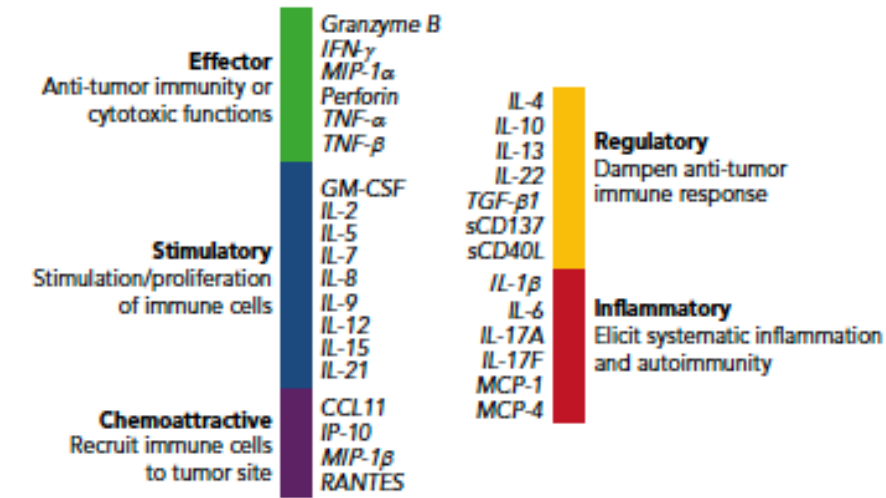 Effector
Anti-tumor immunity or
cytotoxic functions
Granzyme B
IFN-γ
MIP-1α
Perforin
TNF-α
TNF-β
Stimulatory
Stimulation/proliferation
of immune cells
GM-CSF
IL-2
IL-5
IL-7
IL-8
IL-9
IL-12
IL-15
IL-21
Chemoattractive
Recruit immune cells
to tumor site
CCL11
IP-10
MIP-1β
RANTES
IL-4
IL-10
IL-13
IL-22
TGF-β1
sCD137
sCD40L
Regulatory
Dampen anti-tumor
immune response
IL-1β
IL-6
IL-17A
IL-17F
MCP-1
MCP-4
Inflammatory
Elicit systematic inflammation
and autoimmunity